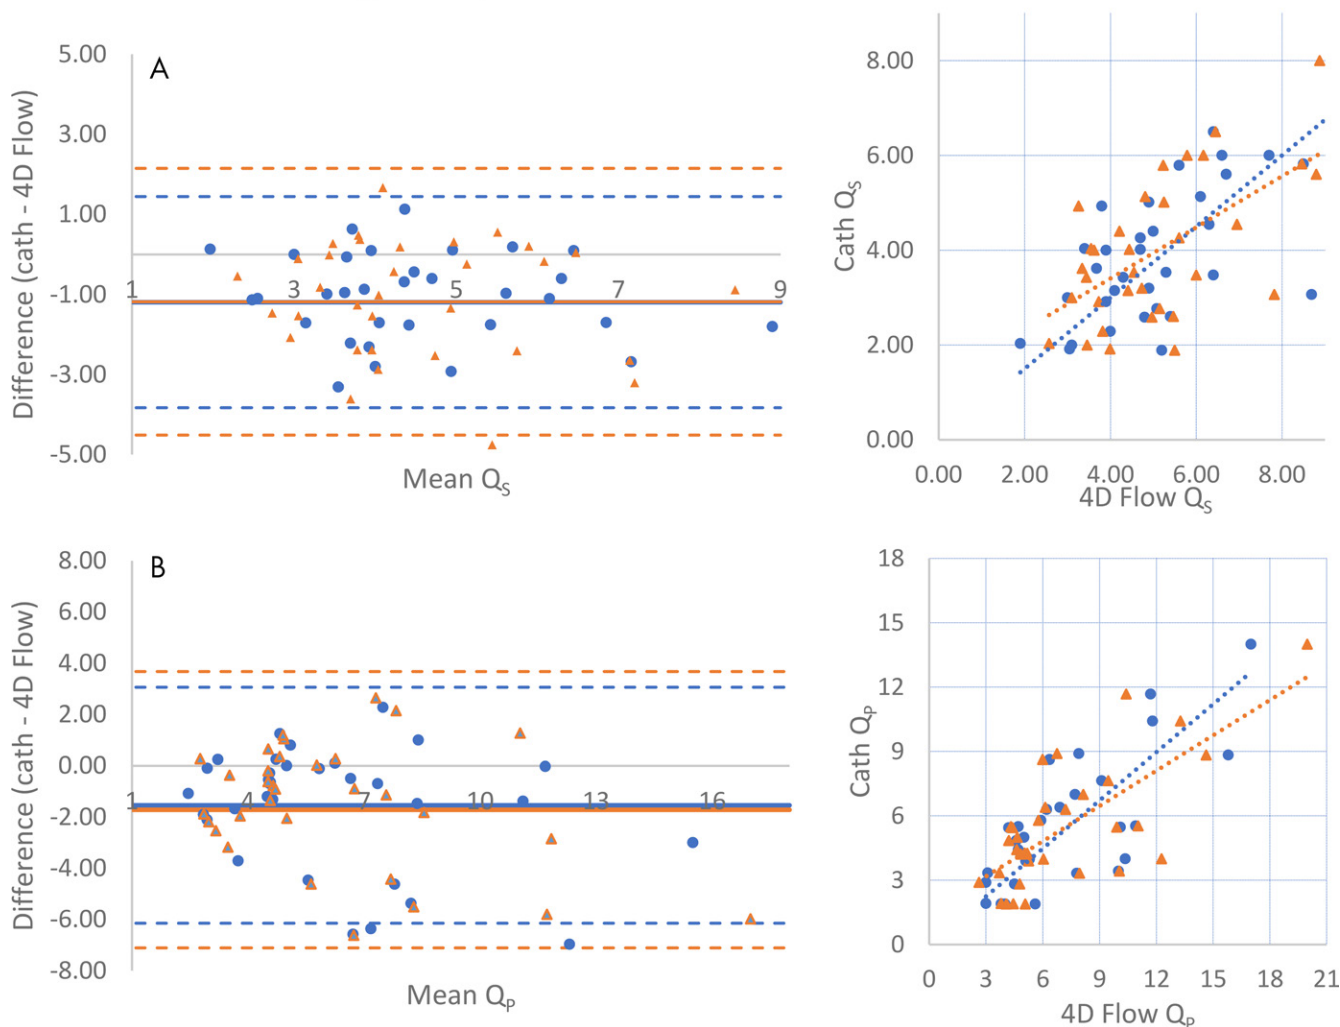 A
5.00
3.00
1.00
-1.00
-3.00
-5.00
1 3 5 7 9
Difference (cath - 4D Flow)
Mean QS
8.00
6.00
4.00
2.00
0.00
0.00 2.00 4.00 6.00 8.00
Cath QS
4D Flow QS
B
8.00
6.00
4.00
2.00
0.00
-2.00
-4.00
-6.00
-8.00
1 4 7 10 13 16
Difference (cath - 4D Flow)
Mean QP
18
15
12
9
6
3
0
0 3 6 9 12 15 18 21
Cath QP
4D Flow QP